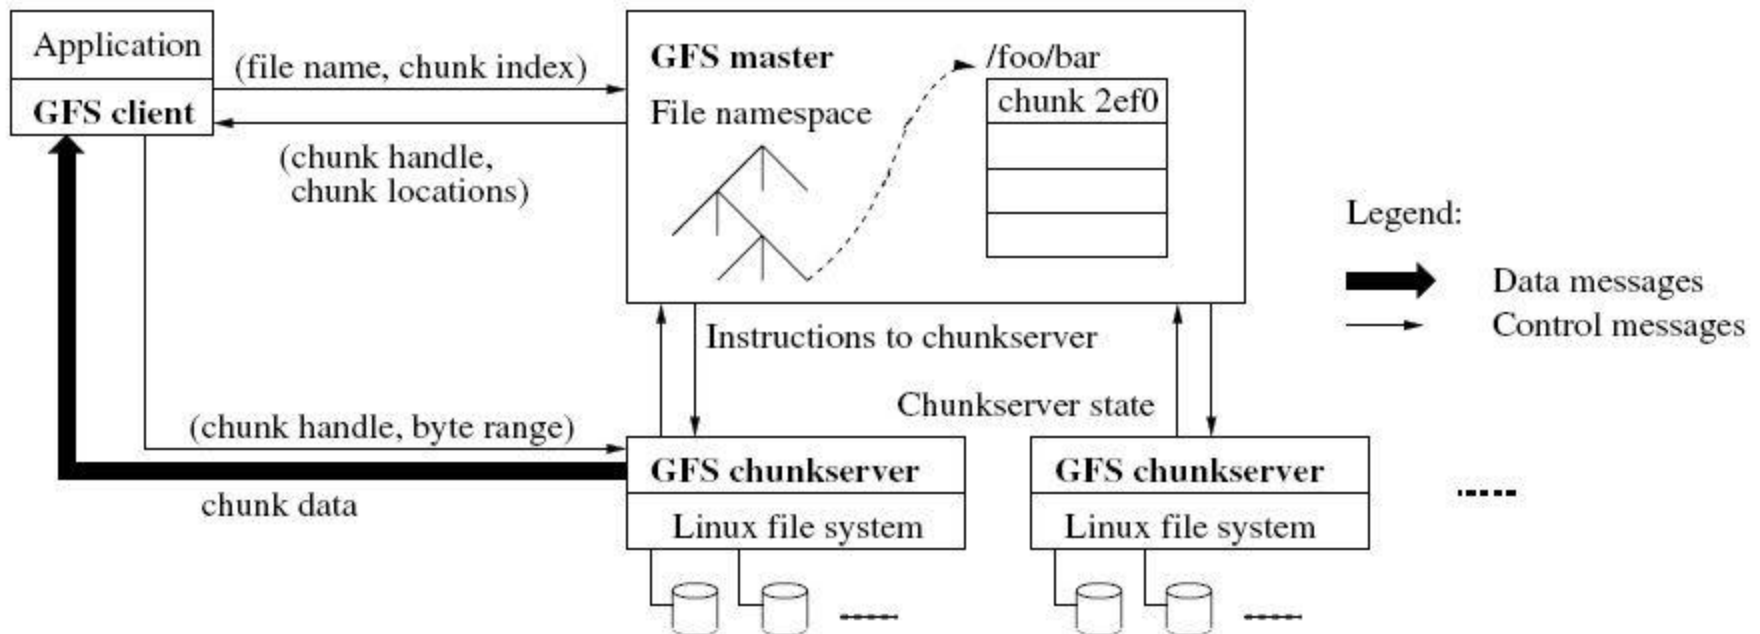 Application
GFS client
(file name, chunk index)
(chunk handle,
chunk locations)
GFS master
File namespace
/foo/bar
chunk 2ef0
Legend:
Data messages
Control messages
Instructions to chunkserver
Chunkserver state
(chunk handle, byte range)
chunk data
GFS chunkserver
Linux file system
GFS chunkserver
Linux file system